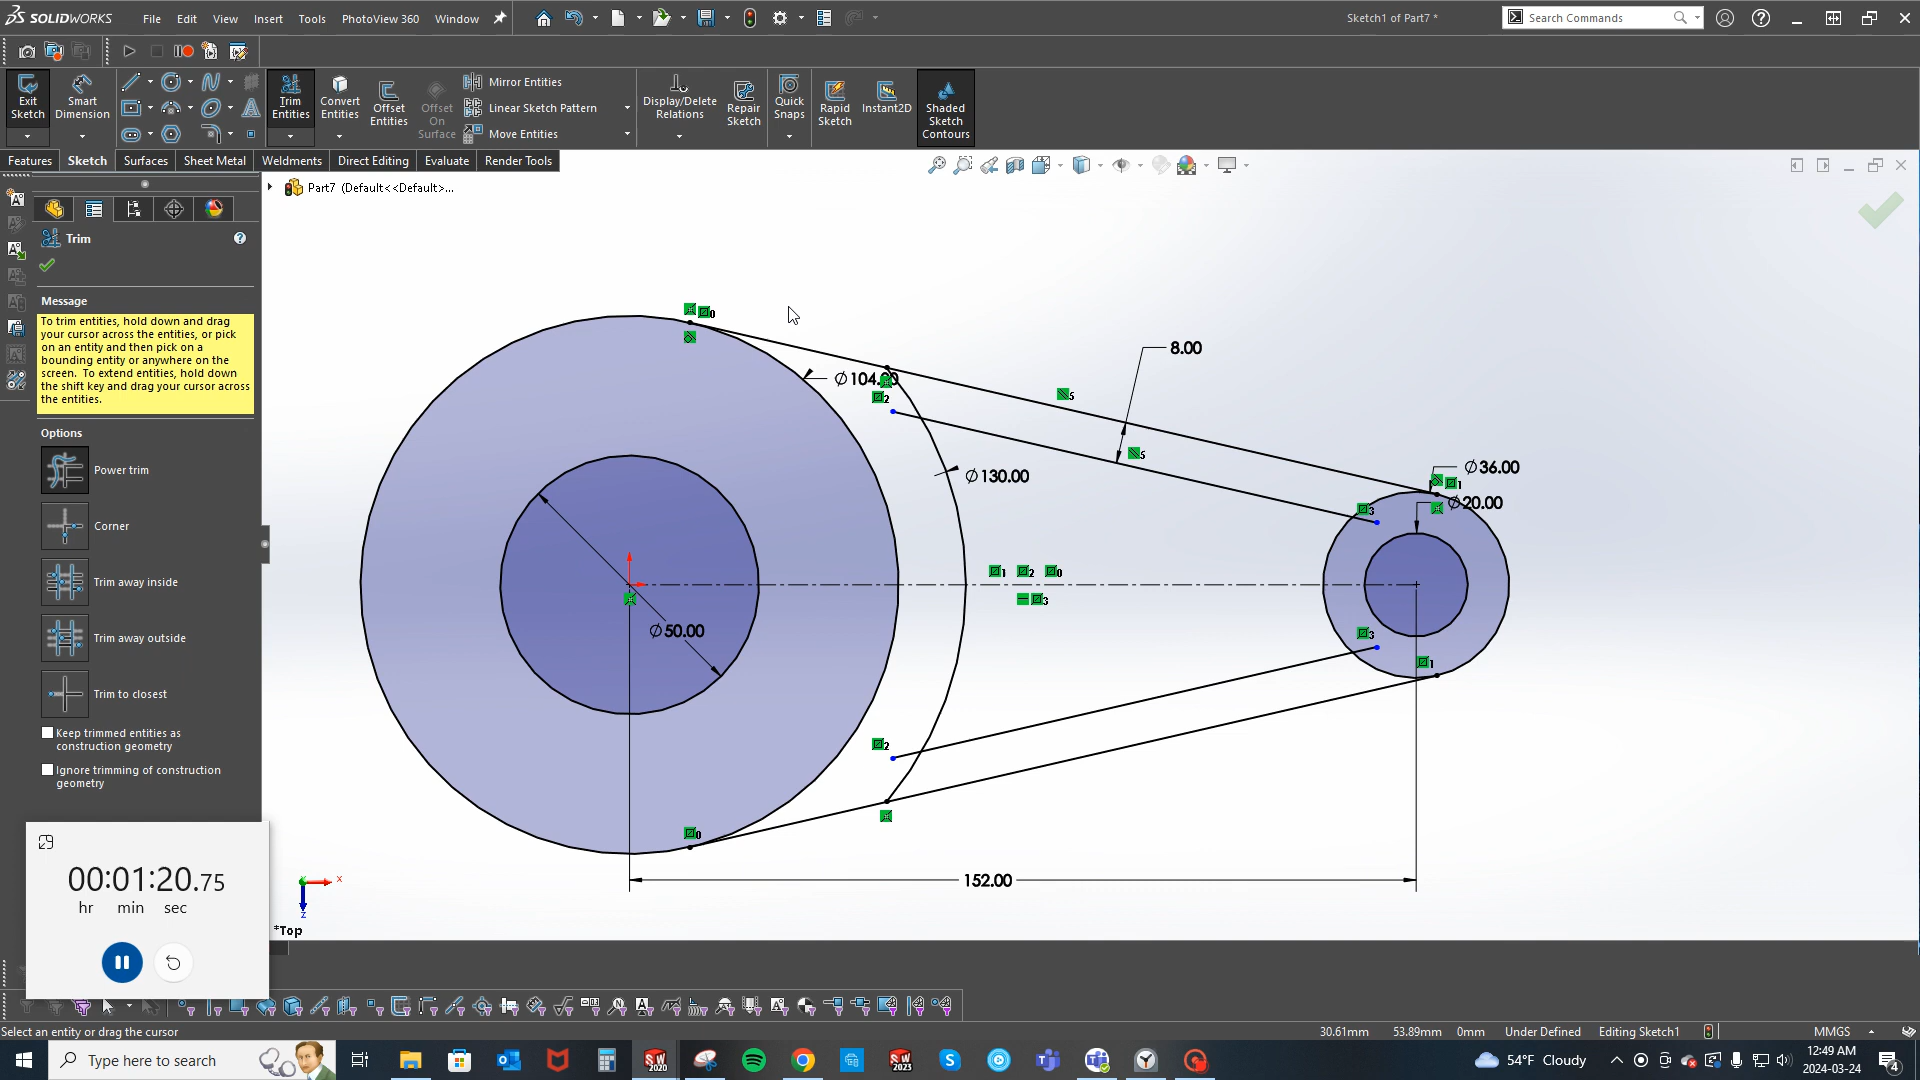 SOLIDWORKS File Edit View Insert Tools PhotoView 360 Window Sketch1 of Part7 * Search Commands
Exit Sketch
Smart Dimension
Trim Entities
Convert Entities
Offset Entities
Offset On Surface
Mirror Entities
Linear Sketch Pattern
Move Entities
Display/Delete Relations
Repair Sketch
Quick Snaps
Rapid Sketch
Instant2D
Shaded Sketch Contours
Features Sketch Surfaces Sheet Metal Weldments Direct Editing Evaluate Render Tools
Part7 (Default<<Default>...
Trim
Message
To trim entities, hold down and drag
your cursor across the entities, or pick
on an entity and then pick on a
bounding entity or anywhere on the
screen. To extend entities, hold down
the shift key and drag your cursor across
the entities.
Options
Power trim
Corner
Trim away inside
Trim away outside
Trim to closest
Keep trimmed entities as
construction geometry
Ignore trimming of construction
geometry
8.00
∅130.00
∅36.00
∅20.00
∅50.00
152.00
*Top
00:01:20.75
hr min sec
Select an entity or drag the cursor 30.61mm 53.89mm 0mm Under Defined Editing Sketch1 MMGS
Type here to search 54°F Cloudy 12:49 AM
2024-03-24